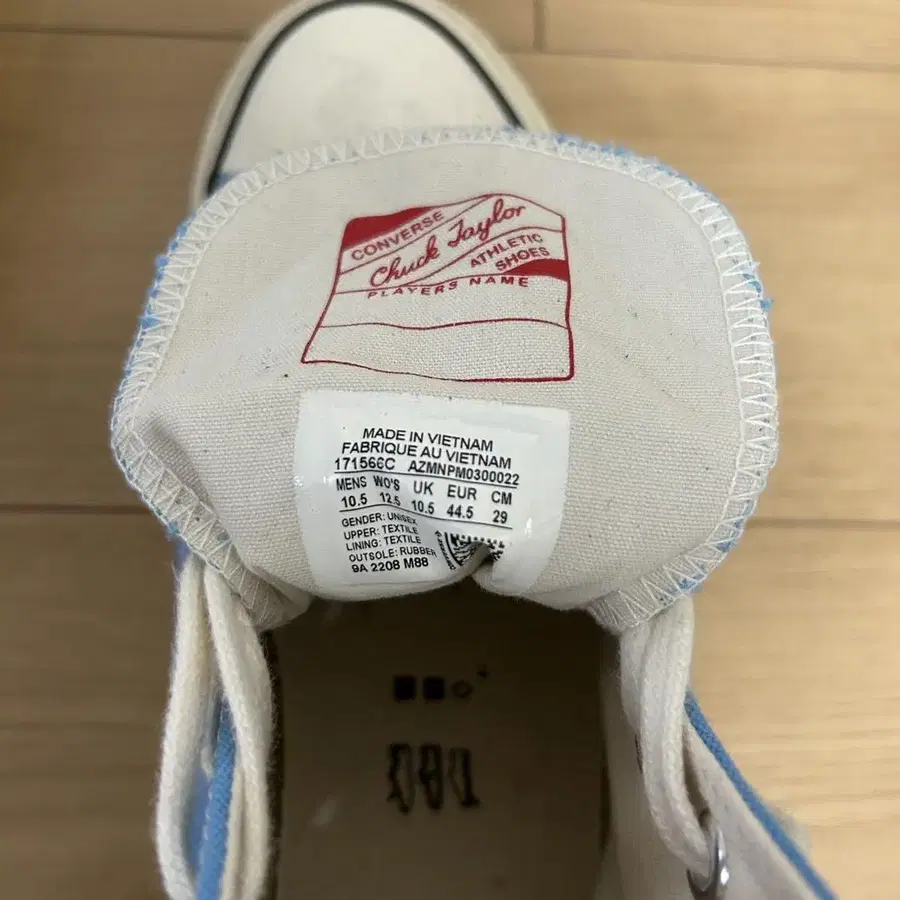 CONVERSE
Chuck Taylor
ATHLETIC
SHOES
PLAYERS NAME
MADE IN VIETNAM
FABRIQUE AU VIETNAM
171566C AZMNPM0300022
MENS WO'S UK EUR CM
10.5 12.5 10.5 44.5 29
GENDER: UNISEX
UPPER: TEXTILE
LINING: TEXTILE
OUTSOLE: RUBBER
9A 2208 M88